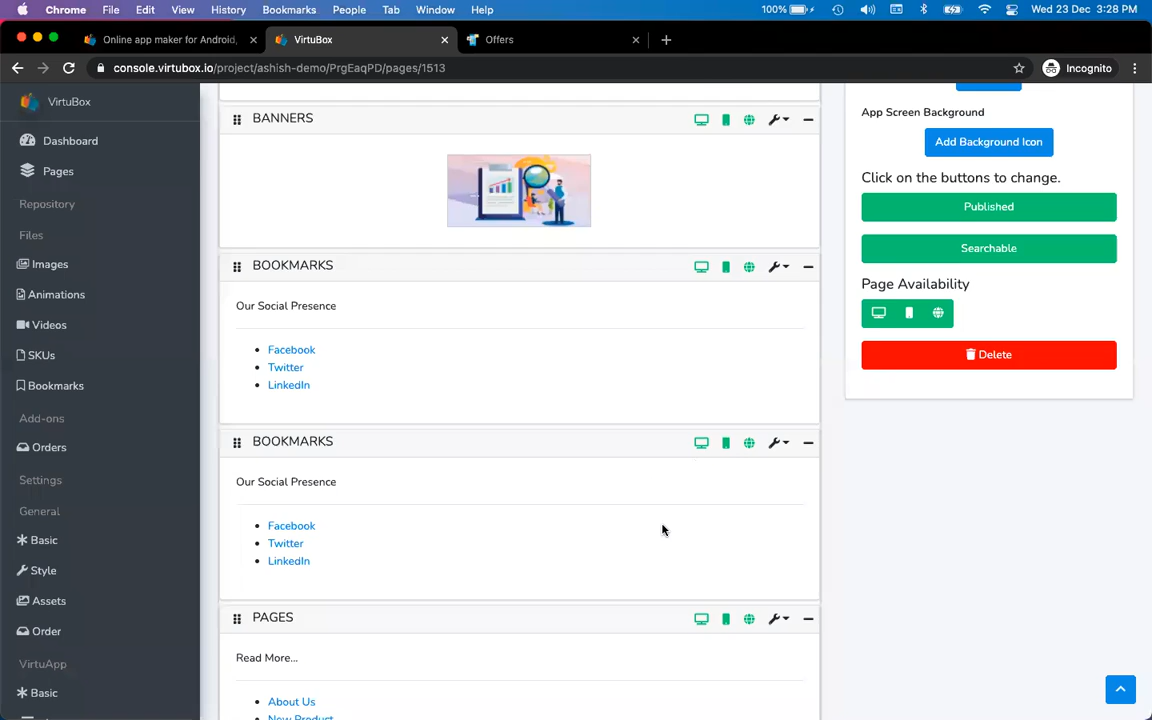 Chrome File Edit View History Bookmarks People Tab Window Help 100% Wed 23 Dec 3:28 PM
Online app maker for Android, VirtuBox Offers
console.virtubox.io/project/ashish-demo/PrgEaqPD/pages/1513 Incognito
VirtuBox
Dashboard
Pages
Repository
Files
Images
Animations
Videos
SKUs
Bookmarks
Add-ons
Orders
Settings
General
Basic
Style
Assets
Order
VirtuApp
Basic
BANNERS
BOOKMARKS
Our Social Presence
Facebook
Twitter
LinkedIn
BOOKMARKS
Our Social Presence
Facebook
Twitter
LinkedIn
PAGES
Read More...
About Us
New Product
App Screen Background
Add Background Icon
Click on the buttons to change.
Published
Searchable
Page Availability
Delete